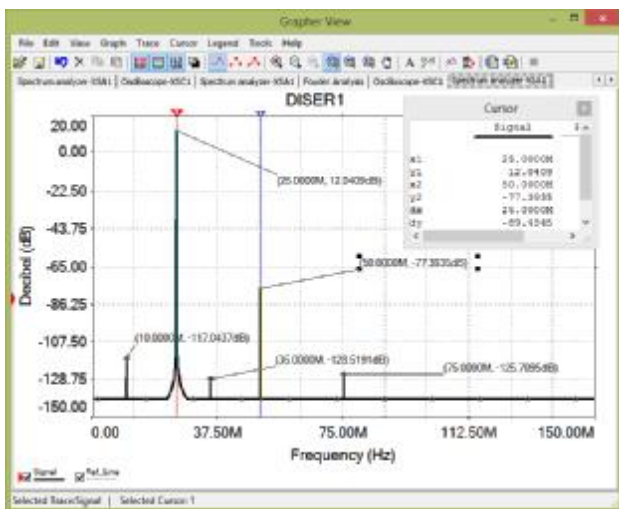 Grapher View
File Edit View Graph Trace Cursor Legend Tools Help
Spectrum analyzer-XSA1 Oscilloscope-XSC1 Spectrum analyzer-XSA1 Fourier Analysis Oscilloscope-XSC1 Spectrum analyzer-XSA1
DISER1
Cursor
Signal
x1 25.0000M
y1 12.0409
x2 50.0000M
y2 -77.3935
dx 25.0000M
dy -89.4345
20.00
0.00
-22.50
-43.75
-65.00
-86.25
-107.50
-128.75
-150.00
Decibel (dB)
(25.0000M, 12.0409dB)
(50.0000M, -77.3935dB)
(10.0000M, -117.0437dB)
(35.0000M, -128.5191dB)
(75.0000M, -125.7095dB)
0.00 37.50M 75.00M 112.50M 150.00M
Frequency (Hz)
Signal
Selected Trace:Signal | Selected Cursor: 1